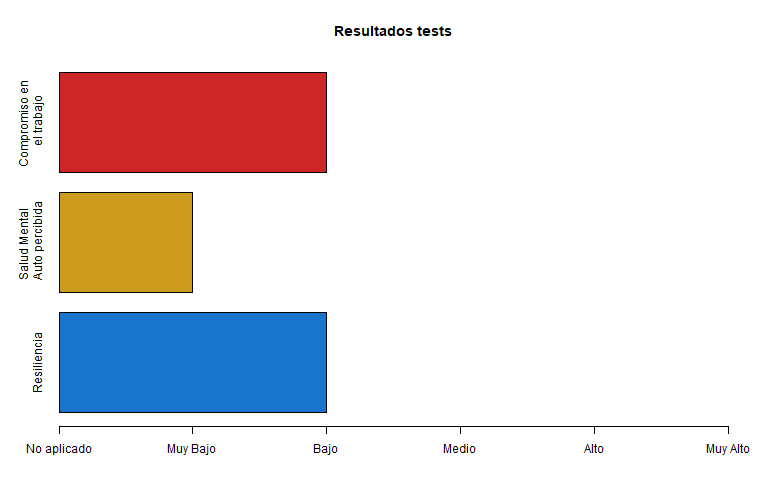 Resultados tests
Compromiso en
el trabajo
Salud Mental
Auto percibida
Resiliencia
No aplicado
Muy Bajo
Bajo
Medio
Alto
Muy Alto